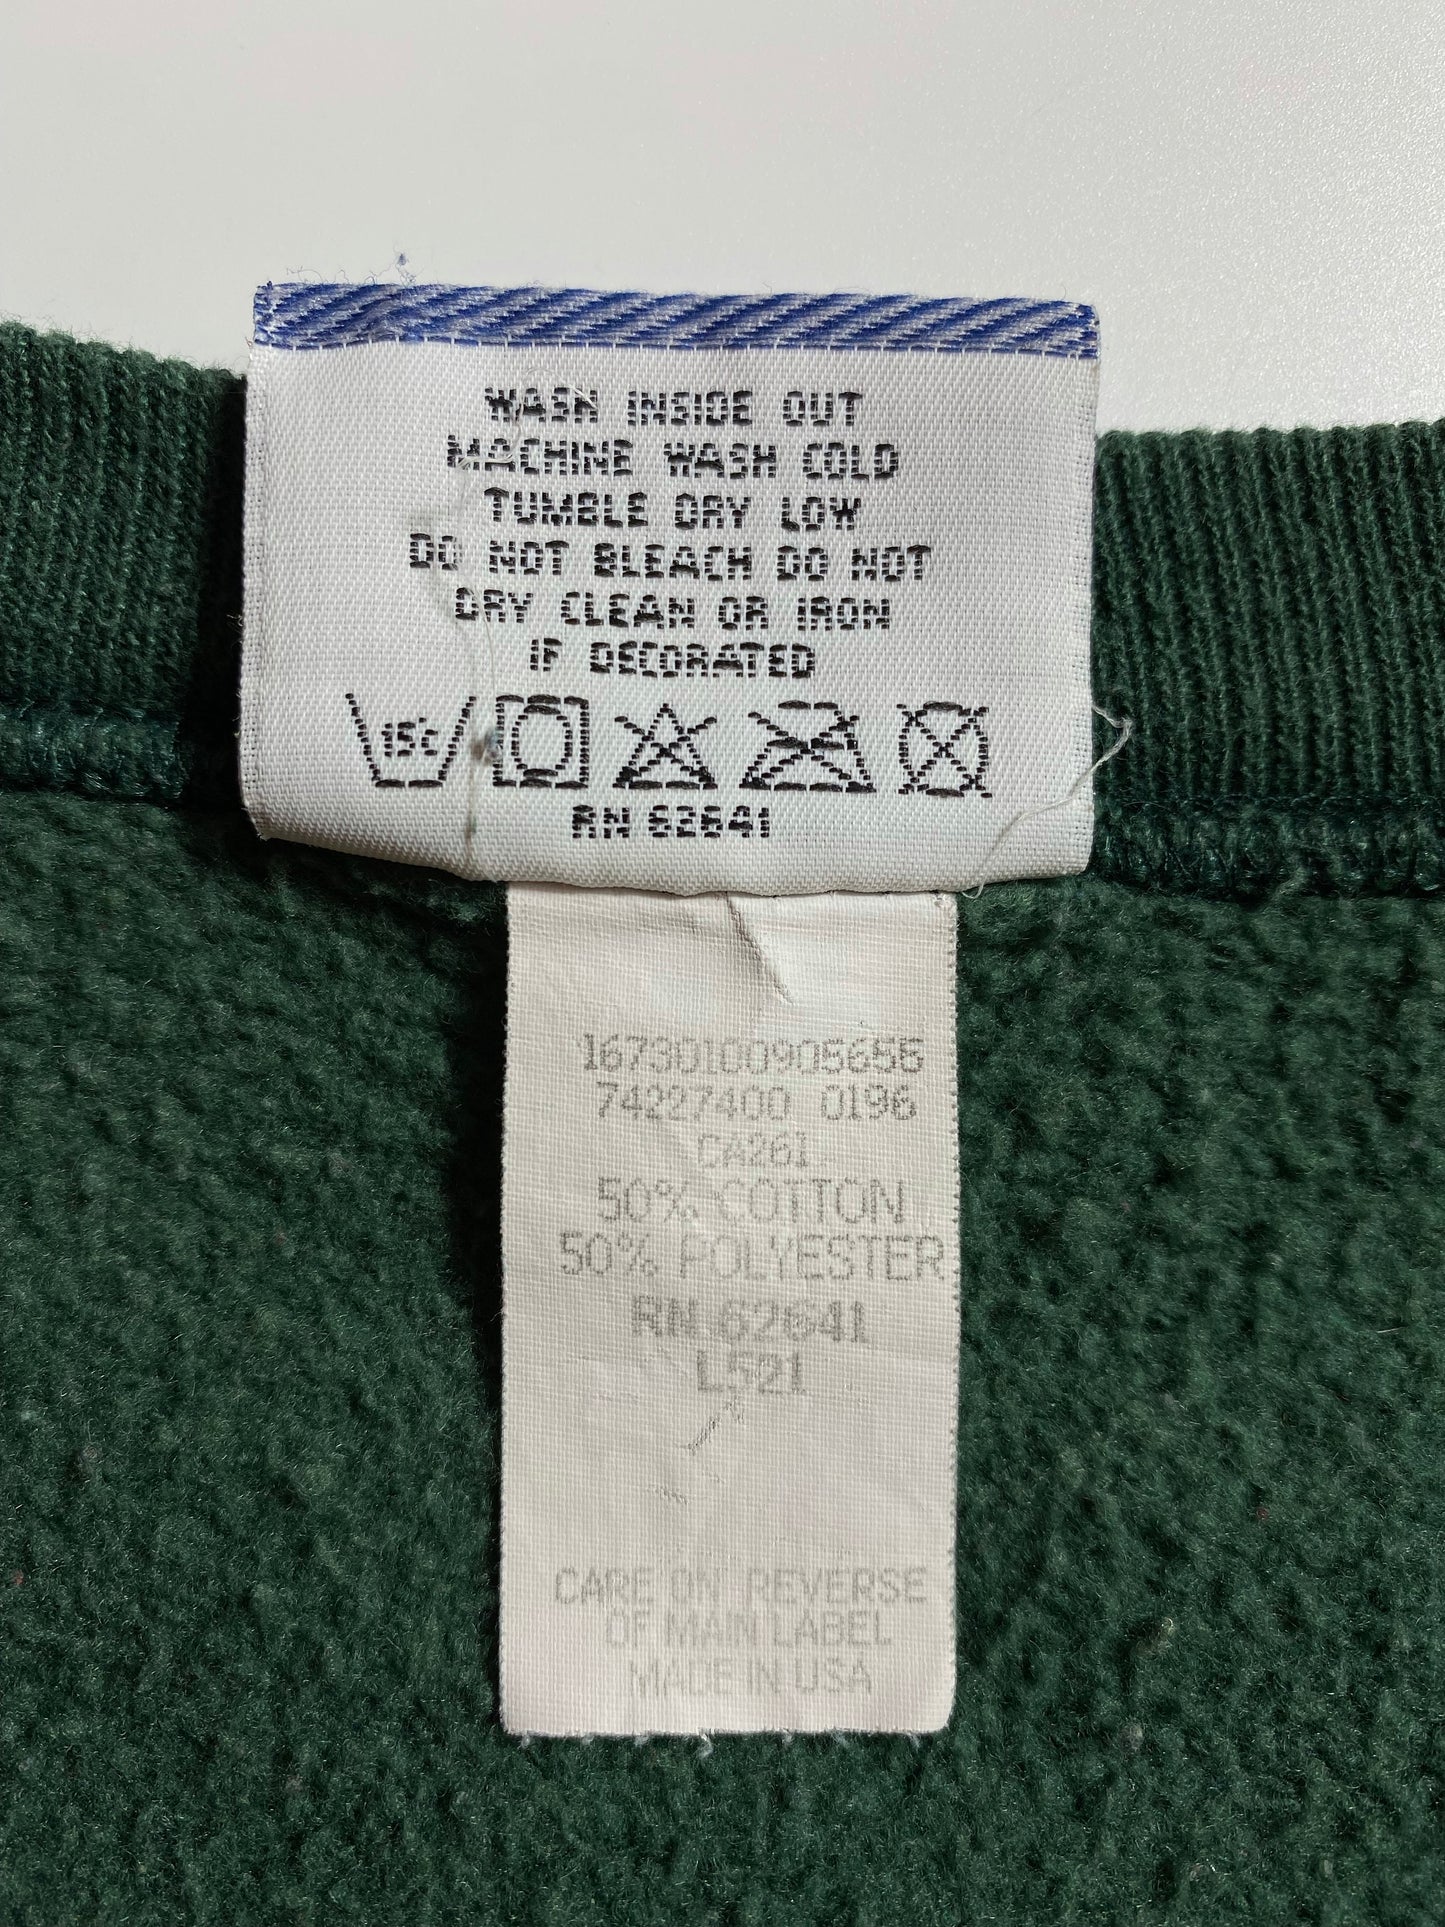 WASH INSIDE OUT
MACHINE WASH COLD
TUMBLE DRY LOW
DO NOT BLEACH DO NOT
DRY CLEAN OR IRON
IF DECORATED
15c
RN 62641
16730100905655
74227400 0196
CA261
50% COTTON
50% POLYESTER
RN 62641
L521
CARE ON REVERSE
OF MAIN LABEL
MADE IN USA